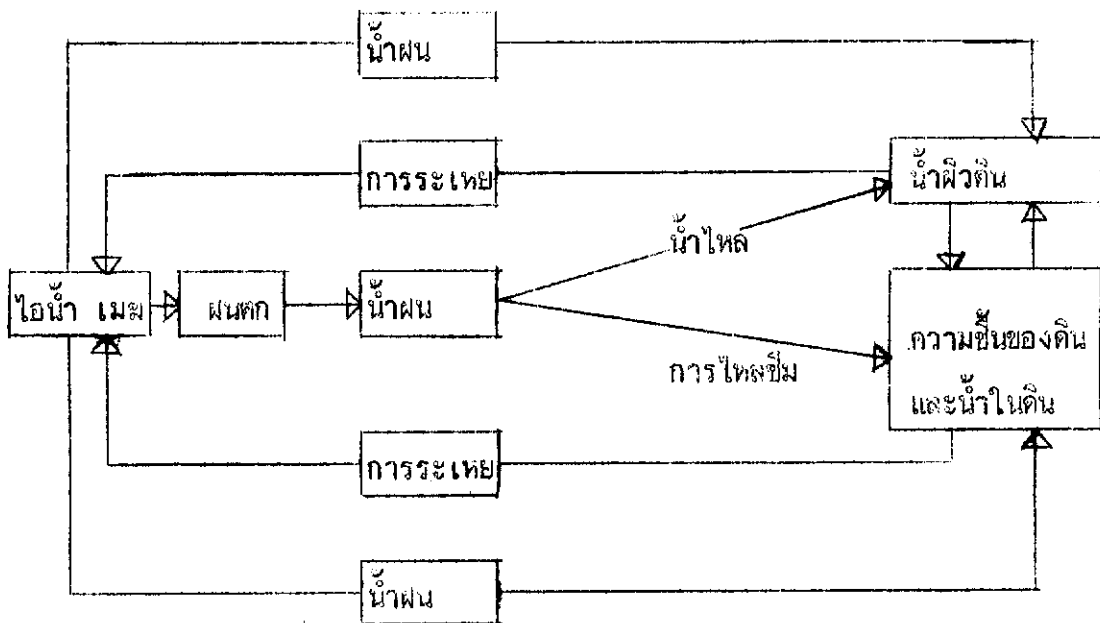 น้ำฝน
การระเหย
น้ำผิวดิน
น้ำไหล
ไอน้ำ เมฆ
ฝนตก
น้ำฝน
ความชื้นของดิน
และน้ำในดิน
การไหลซึม
การระเหย
น้ำฝน